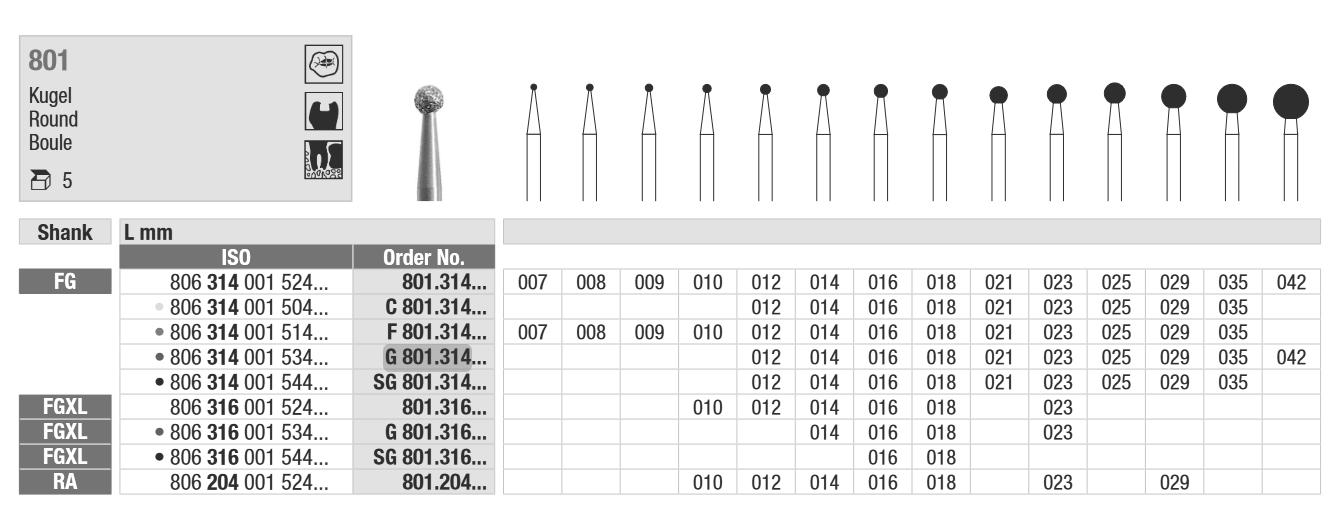 801
Kugel
Round
Boule
5
Shank L mm
ISO Order No.
FG 806 314 001 524... 801.314... 007 008 009 010 012 014 016 018 021 023 025 029 035 042
806 314 001 504... C 801.314... 012 014 016 018 021 023 025 029 035
806 314 001 514... F 801.314... 007 008 009 010 012 014 016 018 021 023 025 029 035
806 314 001 534... G 801.314... 012 014 016 018 021 023 025 029 035 042
806 314 001 544... SG 801.314... 012 014 016 018 021 023 025 029 035
FGXL 806 316 001 524... 801.316... 010 012 014 016 018 023
FGXL 806 316 001 534... G 801.316... 014 016 018 023
FGXL 806 316 001 544... SG 801.316... 016 018
RA 806 204 001 524... 801.204... 010 012 014 016 018 023 029